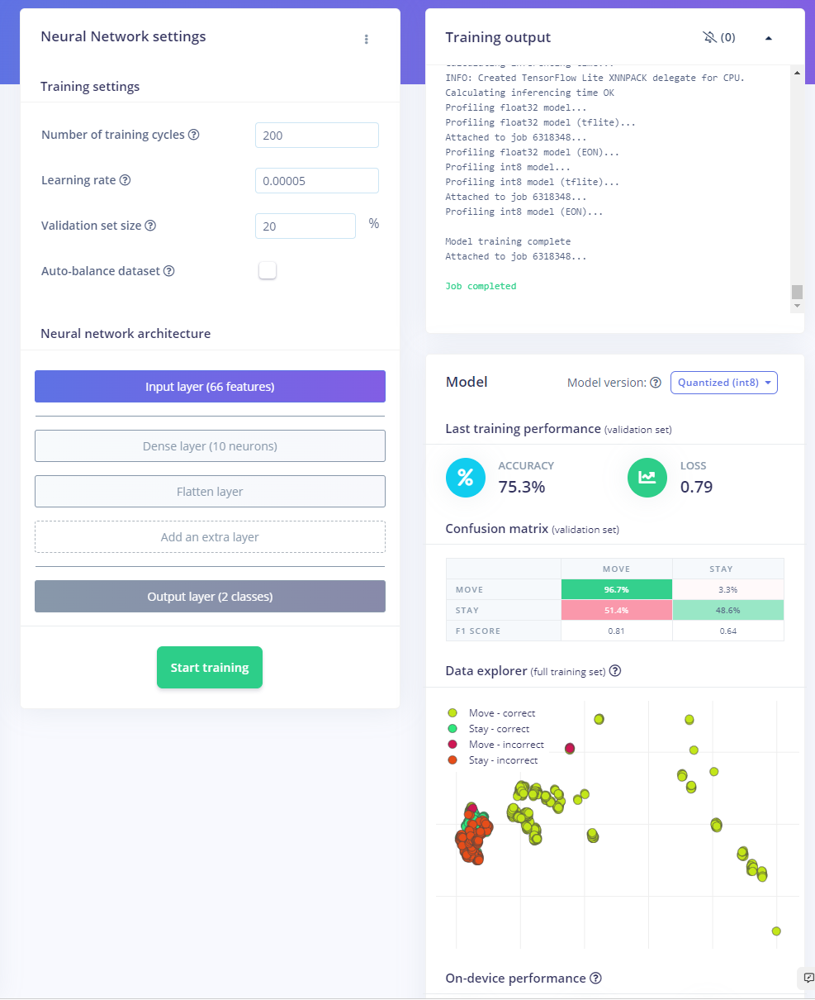 Neural Network settings
Training settings
Number of training cycles
200
Learning rate
0.00005
Validation set size
20
%
Auto-balance dataset
Neural network architecture
Input layer (66 features)
Dense layer (10 neurons)
Flatten layer
Add an extra layer
Output layer (2 classes)
Start training
Training output
(0)
Calculating inferencing time...
INFO: Created TensorFlow Lite XNNPACK delegate for CPU.
Calculating inferencing time OK
Profiling float32 model...
Profiling float32 model (tflite)...
Attached to job 6318348...
Profiling float32 model (EON)...
Profiling int8 model...
Profiling int8 model (tflite)...
Attached to job 6318348...
Profiling int8 model (EON)...
Model training complete
Attached to job 6318348...
Job completed
Model
Model version:
Quantized (int8)
Last training performance (validation set)
%
ACCURACY
75.3%
LOSS
0.79
Confusion matrix (validation set)
MOVE STAY
MOVE 96.7% 3.3%
STAY 51.4% 48.6%
F1 SCORE 0.81 0.64
Data explorer (full training set)
Move - correct
Stay - correct
Move - incorrect
Stay - incorrect
On-device performance